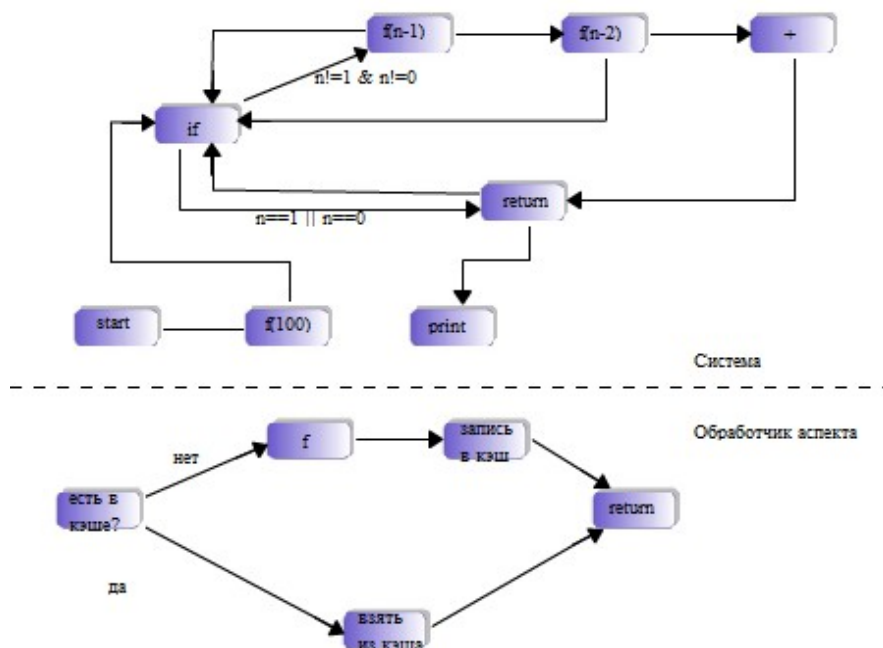 f(n-1)
f(n-2)
+
n!=1 & n!=0
if
return
n==1 || n==0
start
f(100)
print
Система
Обработчик аспекта
запись
в кэш
f
нет
есть в
кэше?
return
да
взять
из кэша